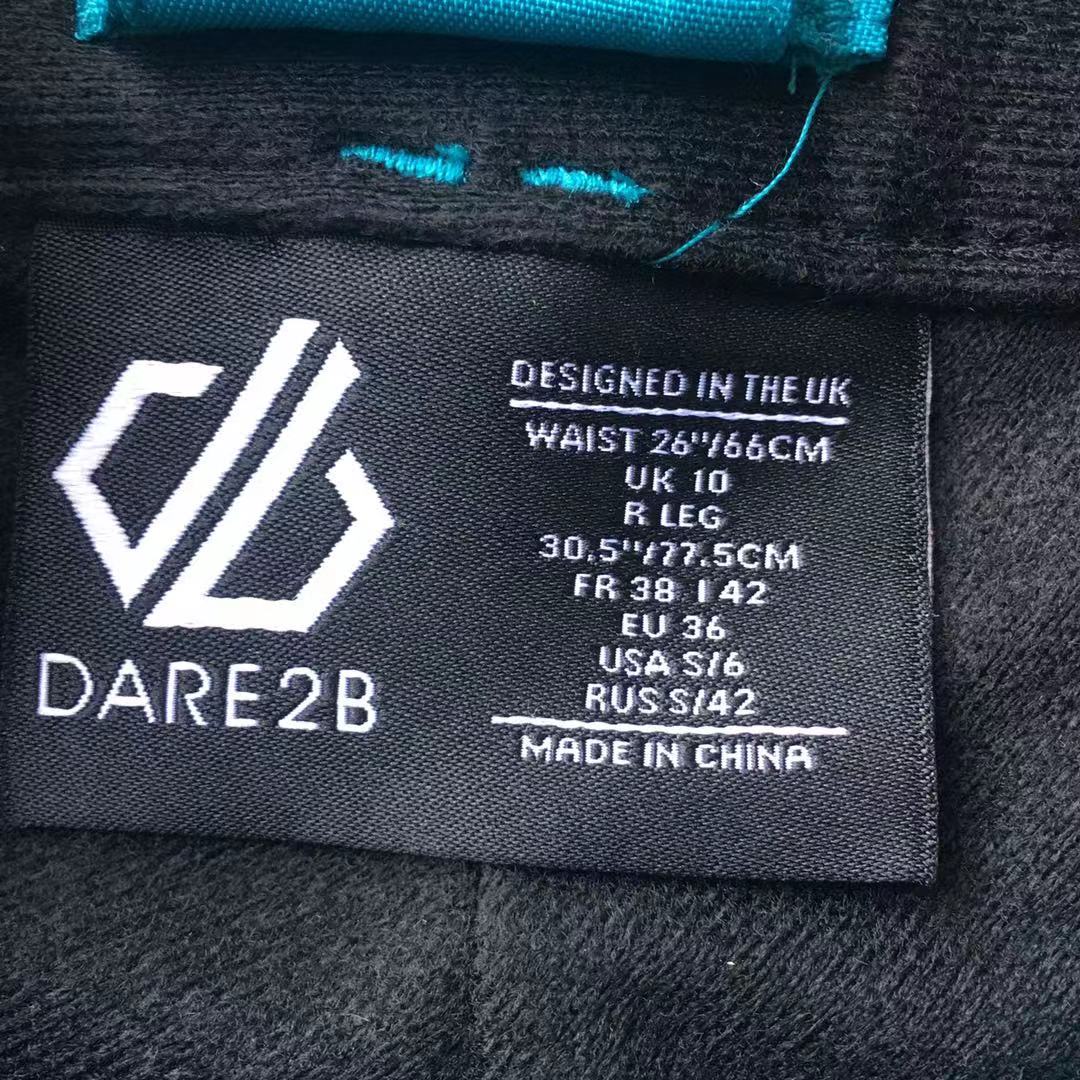 DARE2B
DESIGNED IN THE UK
WAIST 26"/66CM
UK 10
R LEG
30.5"/77.5CM
FR 38 I 42
EU 36
USA S/6
RUS S/42
MADE IN CHINA